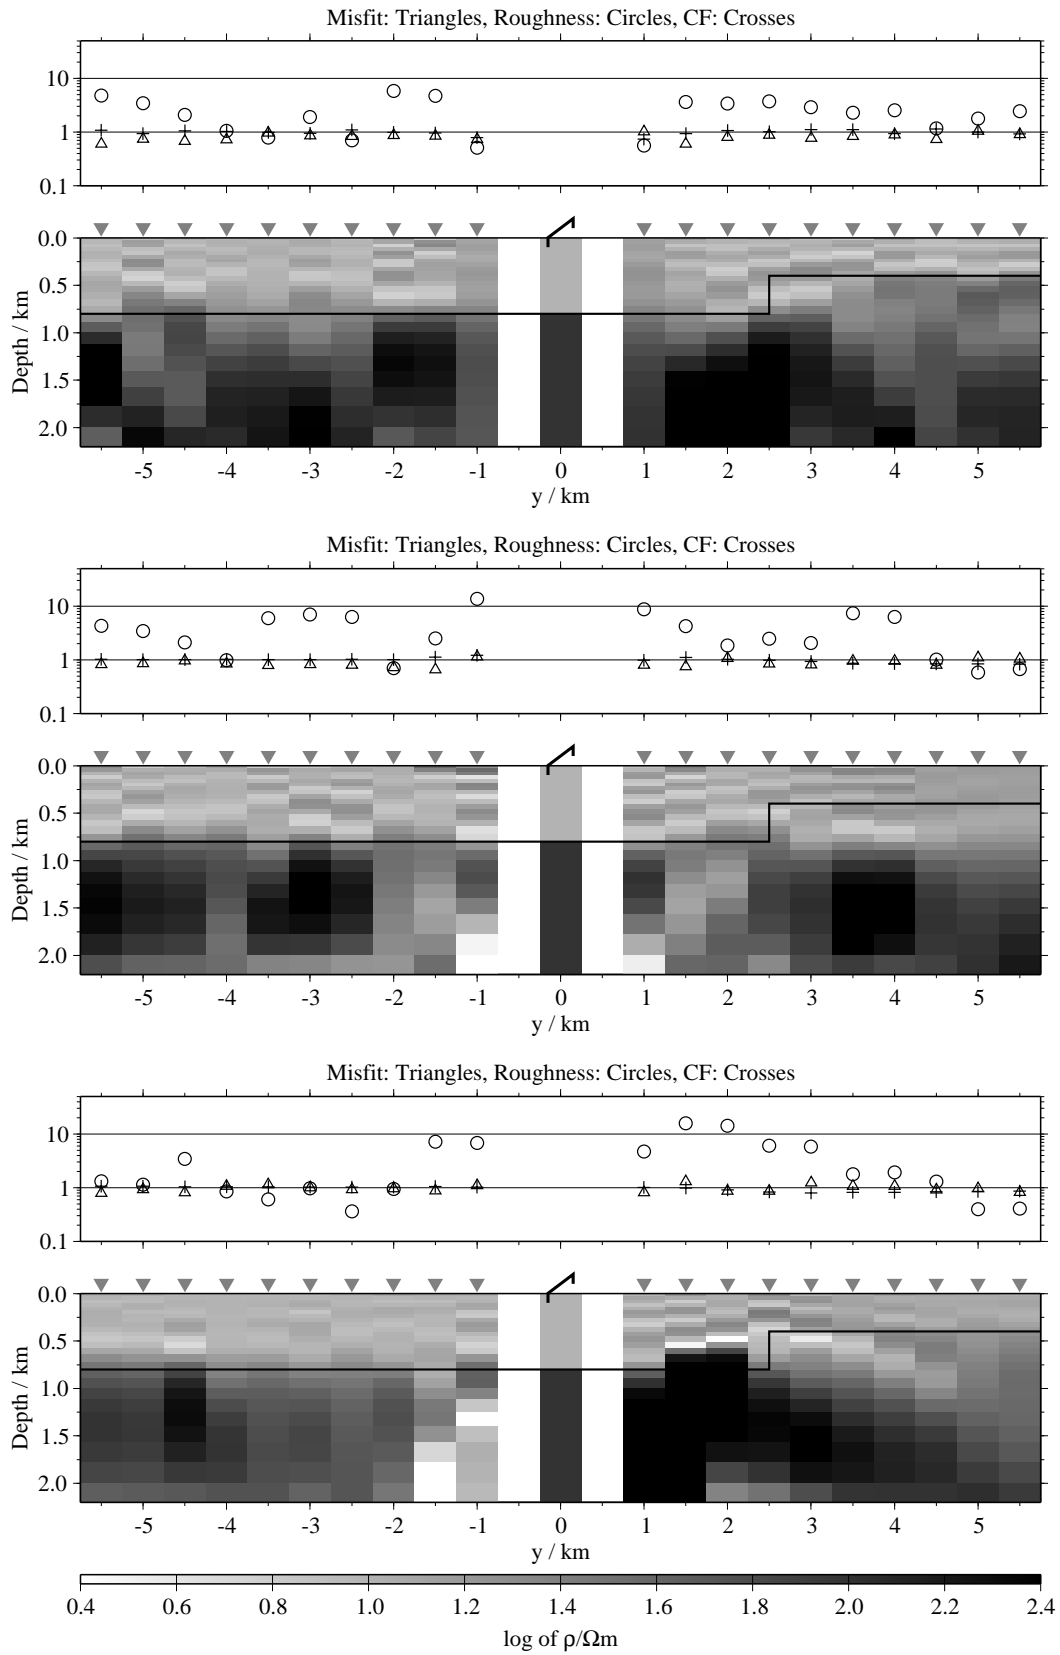 Misfit: Triangles, Roughness: Circles, CF: Crosses
10
1
0.1
0.0
0.5
1.0
1.5
2.0
Depth / km
-5 -4 -3 -2 -1 0 1 2 3 4 5
y / km
Misfit: Triangles, Roughness: Circles, CF: Crosses
10
1
0.1
0.0
0.5
1.0
1.5
2.0
Depth / km
-5 -4 -3 -2 -1 0 1 2 3 4 5
y / km
Misfit: Triangles, Roughness: Circles, CF: Crosses
10
1
0.1
0.0
0.5
1.0
1.5
2.0
Depth / km
-5 -4 -3 -2 -1 0 1 2 3 4 5
y / km
0.4 0.6 0.8 1.0 1.2 1.4 1.6 1.8 2.0 2.2 2.4
log of ρ/Ωm